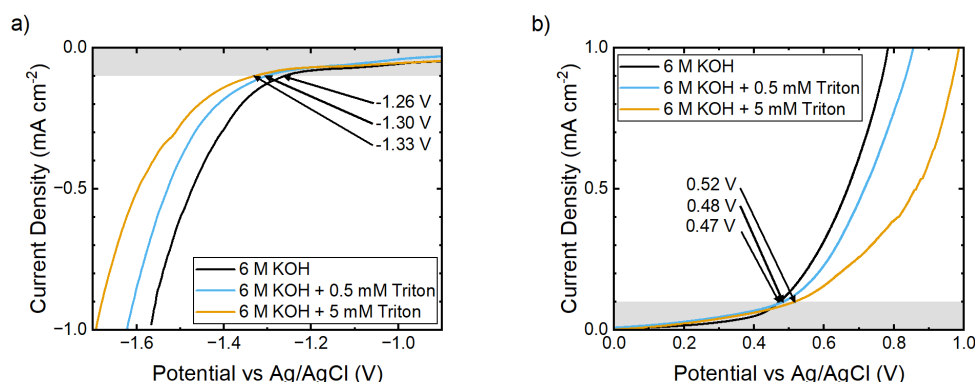 a)
0.0
−0.5
−1.0
Current Density (mA cm⁻²)
-1.26 V
-1.30 V
-1.33 V
6 M KOH
6 M KOH + 0.5 mM Triton
6 M KOH + 5 mM Triton
−1.6
−1.4
−1.2
−1.0
Potential vs Ag/AgCl (V)
b)
1.0
0.5
0.0
Current Density (mA cm⁻²)
6 M KOH
6 M KOH + 0.5 mM Triton
6 M KOH + 5 mM Triton
0.52 V
0.48 V
0.47 V
0.0
0.2
0.4
0.6
0.8
1.0
Potential vs Ag/AgCl (V)